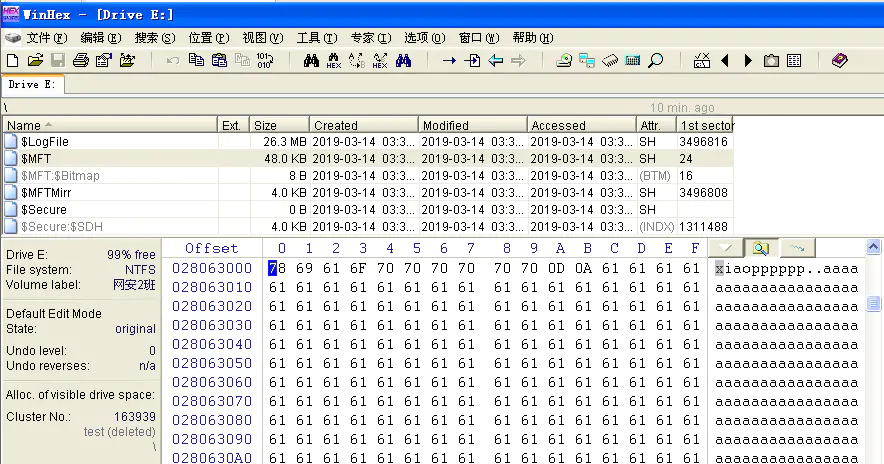 WinHex - [Drive E:]
文件(F) 编辑(E) 搜索(S) 位置(P) 视图(V) 工具(T) 专家(I) 选项(O) 窗口(W) 帮助(H)
Drive E:
\ 10 min. ago
Name Ext. Size Created Modified Accessed Attr. 1st sector
$LogFile 26.3 MB 2019-03-14 03:3... 2019-03-14 03:3... 2019-03-14 03:3... SH 3496816
$MFT 48.0 KB 2019-03-14 03:3... 2019-03-14 03:3... 2019-03-14 03:3... SH 24
$MFT:$Bitmap 8 B 2019-03-14 03:3... 2019-03-14 03:3... 2019-03-14 03:3... (BTM) 16
$MFTMirr 4.0 KB 2019-03-14 03:3... 2019-03-14 03:3... 2019-03-14 03:3... SH 3496808
$Secure 0 B 2019-03-14 03:3... 2019-03-14 03:3... 2019-03-14 03:3... SH
$Secure:$SDH 4.0 KB 2019-03-14 03:3... 2019-03-14 03:3... 2019-03-14 03:3... (INDX) 1311488
Drive E: 99% free
File system: NTFS
Volume label: 网安2班
Default Edit Mode
State: original
Undo level: 0
Undo reverses: n/a
Alloc. of visible drive space:
Cluster No.: 163939
test (deleted)
\
Offset 0 1 2 3 4 5 6 7 8 9 A B C D E F
028063000 78 69 61 6F 70 70 70 70 70 70 0D 0A 61 61 61 61 xiaopppppp..aaaa
028063010 61 61 61 61 61 61 61 61 61 61 61 61 61 61 61 61 aaaaaaaaaaaaaaaa
028063020 61 61 61 61 61 61 61 61 61 61 61 61 61 61 61 61 aaaaaaaaaaaaaaaa
028063030 61 61 61 61 61 61 61 61 61 61 61 61 61 61 61 61 aaaaaaaaaaaaaaaa
028063040 61 61 61 61 61 61 61 61 61 61 61 61 61 61 61 61 aaaaaaaaaaaaaaaa
028063050 61 61 61 61 61 61 61 61 61 61 61 61 61 61 61 61 aaaaaaaaaaaaaaaa
028063060 61 61 61 61 61 61 61 61 61 61 61 61 61 61 61 61 aaaaaaaaaaaaaaaa
028063070 61 61 61 61 61 61 61 61 61 61 61 61 61 61 61 61 aaaaaaaaaaaaaaaa
028063080 61 61 61 61 61 61 61 61 61 61 61 61 61 61 61 61 aaaaaaaaaaaaaaaa
028063090 61 61 61 61 61 61 61 61 61 61 61 61 61 61 61 61 aaaaaaaaaaaaaaaa
0280630A0 61 61 61 61 61 61 61 61 61 61 61 61 61 61 61 61 aaaaaaaaaaaaaaaa